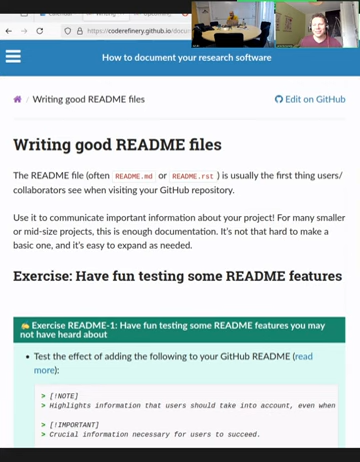 https://coderefinery.github.io/docu
How to document your research software
Writing good README files
Edit on GitHub
Writing good README files
The README file (often README.md or README.rst ) is usually the first thing users/
collaborators see when visiting your GitHub repository.
Use it to communicate important information about your project! For many smaller
or mid-size projects, this is enough documentation. It's not that hard to make a
basic one, and it's easy to expand as needed.
Exercise: Have fun testing some README features
Exercise README-1: Have fun testing some README features you may
not have heard about
• Test the effect of adding the following to your GitHub README (read
more):
> [!NOTE]
> Highlights information that users should take into account, even when
> [!IMPORTANT]
> Crucial information necessary for users to succeed.